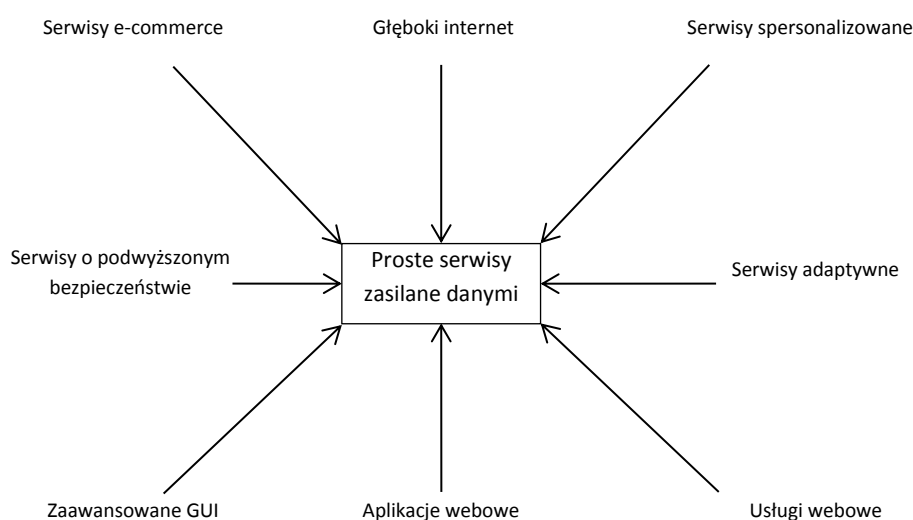 Serwisy e-commerce
Głęboki internet
Serwisy spersonalizowane
Serwisy o podwyższonym
bezpieczeństwie
Proste serwisy
zasilane danymi
Serwisy adaptywne
Zaawansowane GUI
Aplikacje webowe
Usługi webowe